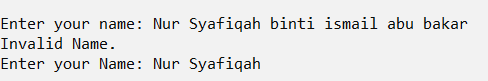 Enter your name: Nur Syafiqah binti ismail abu bakar
Invalid Name.
Enter your Name: Nur Syafiqah